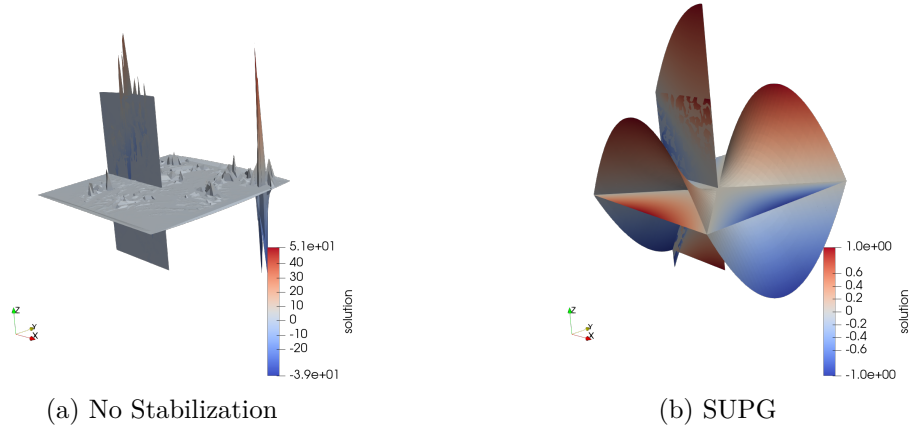 5.1e+01
40
30
20
10
0
-10
-20
-3.9e+01
solution
Z
Y
X
1.0e+00
0.6
0.4
0.2
0
-0.2
-0.4
-0.6
-1.0e+00
solution
Z
Y
X
(a) No Stabilization
(b) SUPG